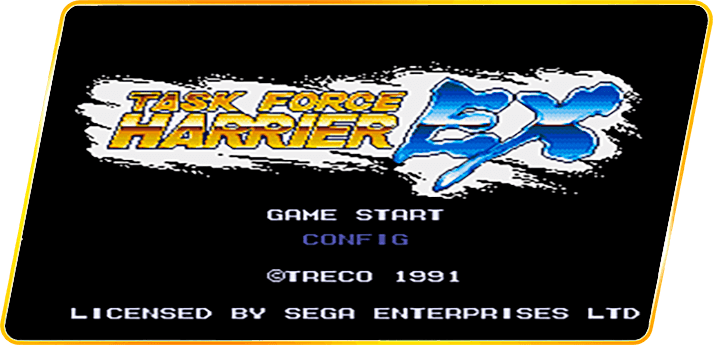 TASK FORCE
HARRIER EX
GAME START
CONFIG
©TRECO 1991
LICENSED BY SEGA ENTERPRISES LTD